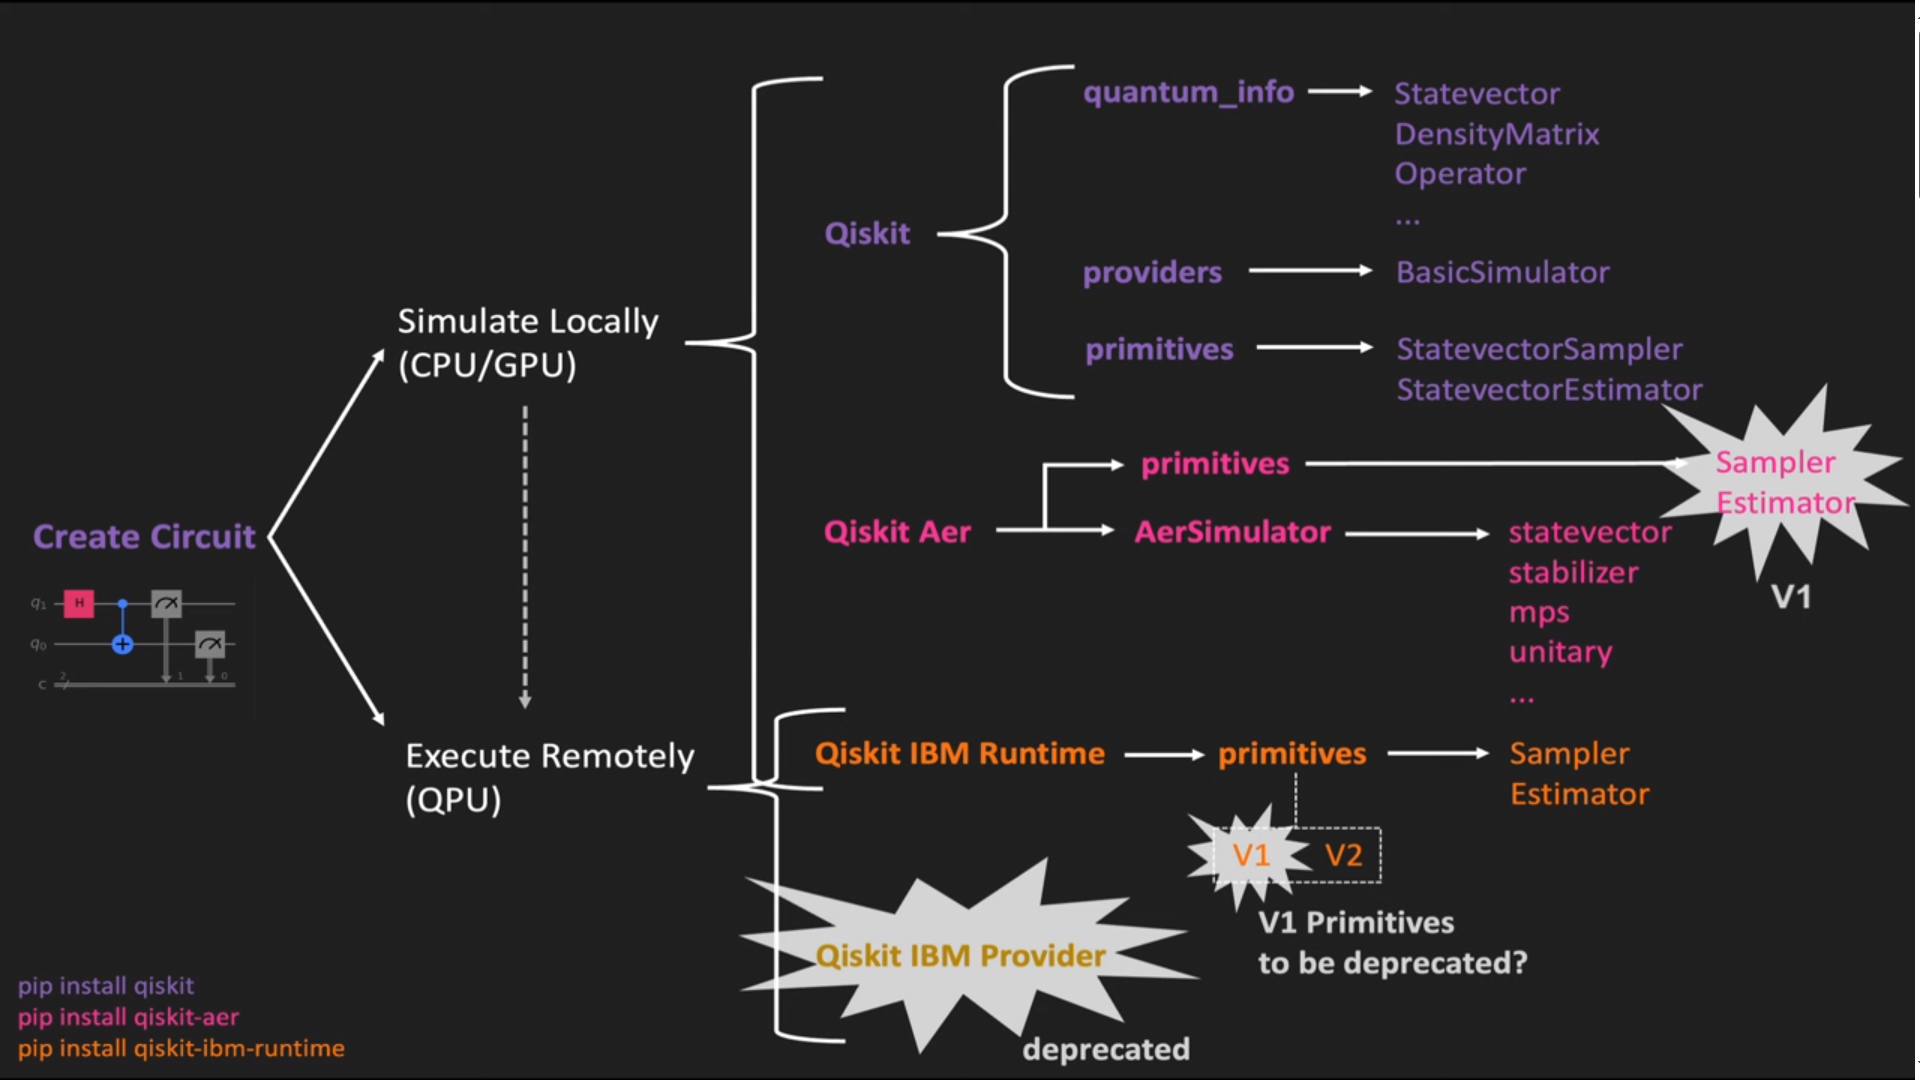 quantum_info
Statevector
DensityMatrix
Operator
...
Qiskit
providers
BasicSimulator
primitives
StatevectorSampler
StatevectorEstimator
Simulate Locally
(CPU/GPU)
primitives
Sampler
Estimator
V1
Qiskit Aer
AerSimulator
statevector
stabilizer
mps
unitary
...
Create Circuit
q1
H
q0
c
2
1
0
Execute Remotely
(QPU)
Qiskit IBM Runtime
primitives
Sampler
Estimator
V1
V2
V1 Primitives
to be deprecated?
Qiskit IBM Provider
deprecated
pip install qiskit
pip install qiskit-aer
pip install qiskit-ibm-runtime